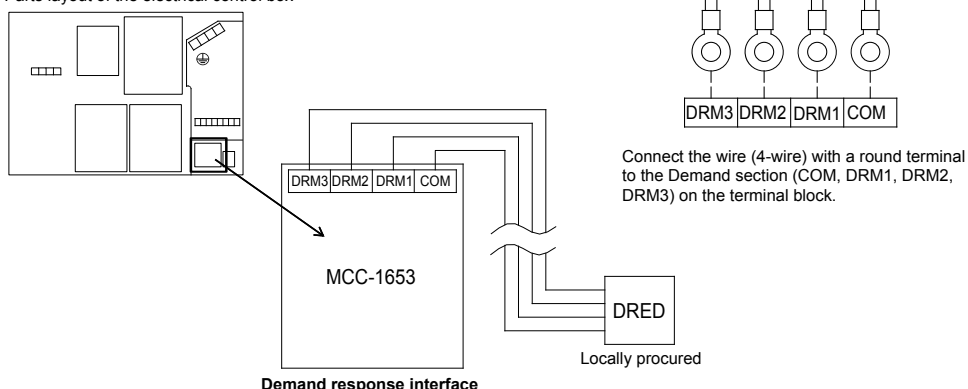 Parts layout of the electrical control box
DRM3 DRM2 DRM1 COM
Connect the wire (4-wire) with a round terminal
to the Demand section (COM, DRM1, DRM2,
DRM3) on the terminal block.
DRM3 DRM2 DRM1 COM
MCC-1653
DRED
Locally procured
Demand response interface